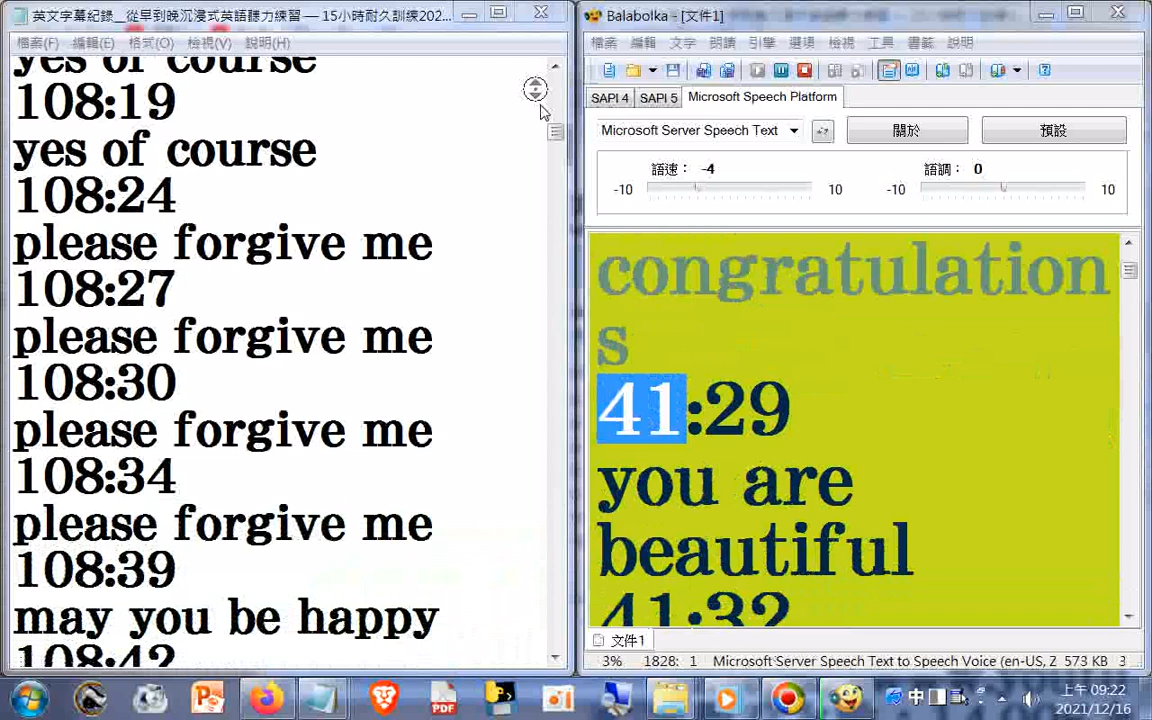 英文字幕紀錄__從早到晚沉浸式英語聽力練習 — 15小時耐久訓練202...
檔案(F) 編輯(E) 格式(O) 檢視(V) 說明(H)
yes of course
108:19
yes of course
108:24
please forgive me
108:27
please forgive me
108:30
please forgive me
108:34
please forgive me
108:39
may you be happy
108:42
Balabolka - [文件1]
檔案 編輯 文字 朗讀 引擎 選項 檢視 工具 書籤 說明
SAPI 4 SAPI 5 Microsoft Speech Platform
Microsoft Server Speech Text 關於 預設
語速： -4 語調： 0
-10 10 -10 10
congratulation
s
41:29
you are
beautiful
41:32
文件1
3% 1828: 1 Microsoft Server Speech Text to Speech Voice (en-US, Z 573 KB 3
PDF 中 上午 09:22
2021/12/16